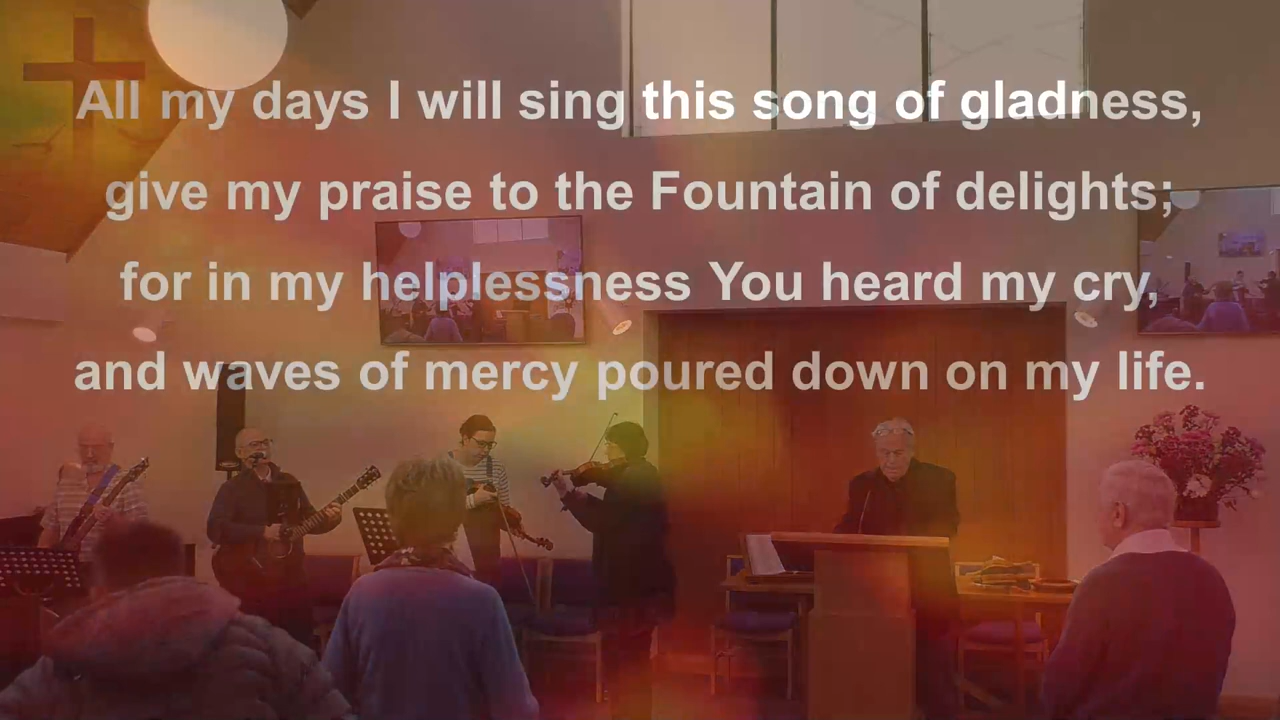 All my days I will sing this song of gladness,
give my praise to the Fountain of delights;
for in my helplessness You heard my cry,
and waves of mercy poured down on my life.